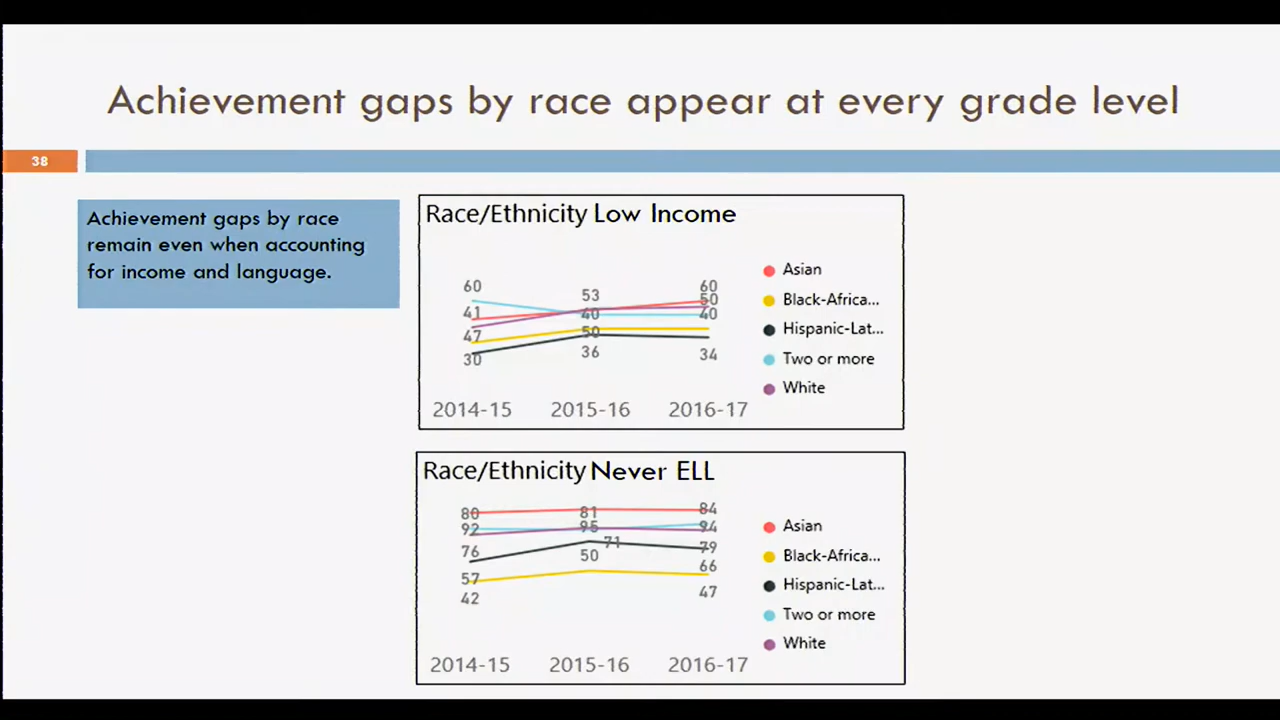 Achievement gaps by race appear at every grade level
38
Achievement gaps by race
remain even when accounting
for income and language.
Race/Ethnicity Low Income
60
41
47
30
53
40
50
36
60
50
40
34
2014-15 2015-16 2016-17
Asian
Black-Africa...
Hispanic-Lat...
Two or more
White
Race/Ethnicity Never ELL
80
92
76
57
42
81
95
71
50
84
94
79
66
47
2014-15 2015-16 2016-17
Asian
Black-Africa...
Hispanic-Lat...
Two or more
White